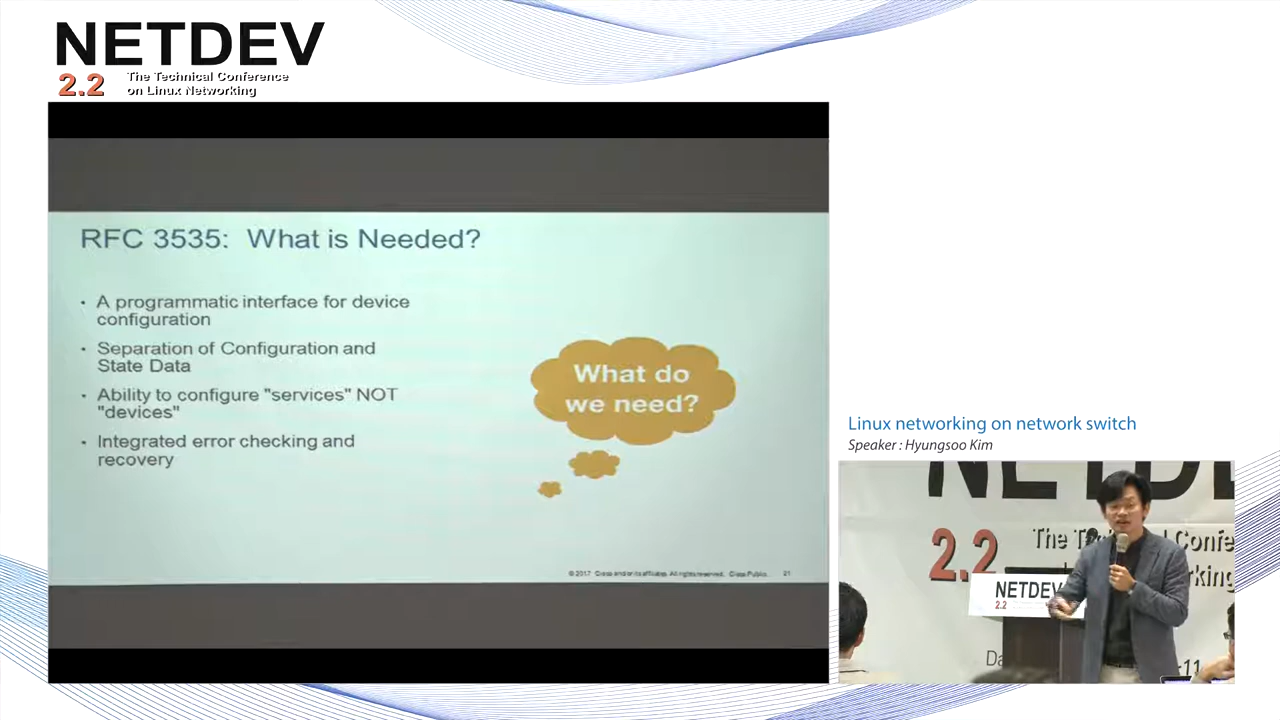 NETDEV
2.2
The Technical Conference
on Linux Networking
RFC 3535: What is Needed?
• A programmatic interface for device
configuration
• Separation of Configuration and
State Data
• Ability to configure "services" NOT
"devices"
• Integrated error checking and
recovery
What do
we need?
© 2017 Cisco and/or its affiliates. All rights reserved. Cisco Public. 21
Linux networking on network switch
Speaker : Hyungsoo Kim
2.2
The
Confe
NETDEV
2.2
Da
-11